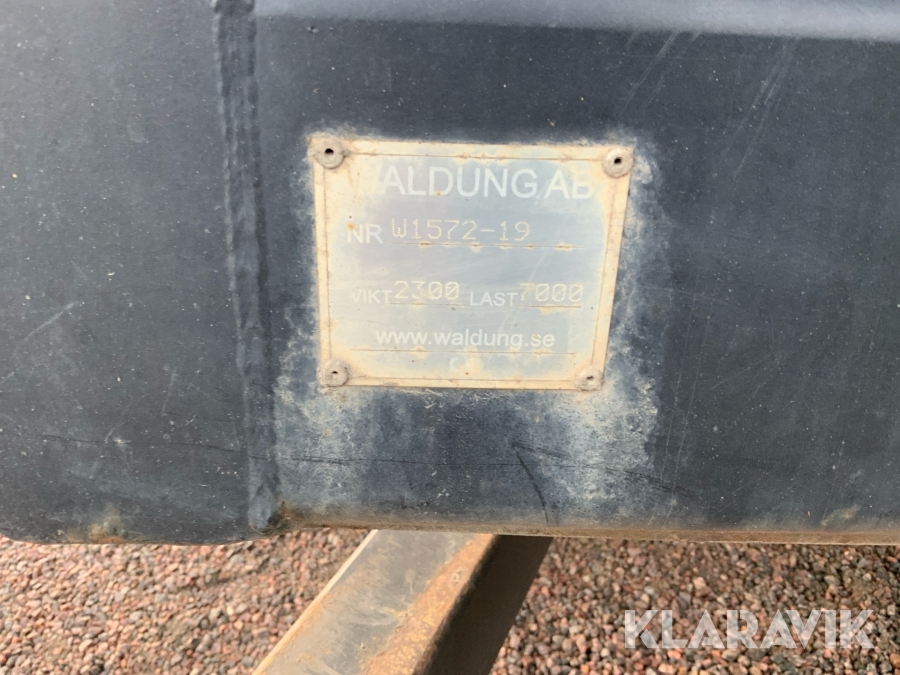 WALDUNG AB
NR W1572-19
VIKT 2300 LAST 7000
www.waldung.se
KLARAVIK